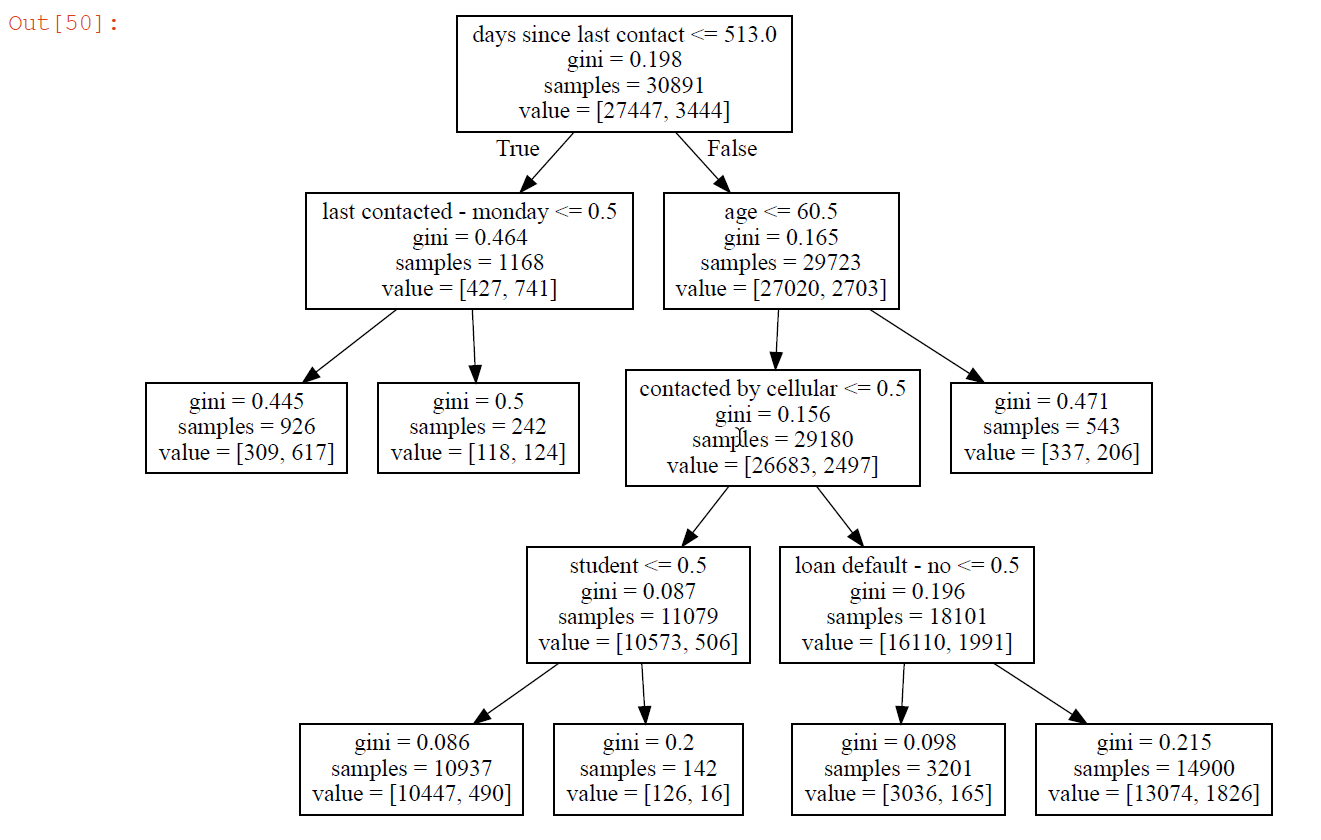 Out[50]:
days since last contact <= 513.0
gini = 0.198
samples = 30891
value = [27447, 3444]
True
False
last contacted - monday <= 0.5
gini = 0.464
samples = 1168
value = [427, 741]
age <= 60.5
gini = 0.165
samples = 29723
value = [27020, 2703]
gini = 0.445
samples = 926
value = [309, 617]
gini = 0.5
samples = 242
value = [118, 124]
contacted by cellular <= 0.5
gini = 0.156
samples = 29180
value = [26683, 2497]
gini = 0.471
samples = 543
value = [337, 206]
student <= 0.5
gini = 0.087
samples = 11079
value = [10573, 506]
loan default - no <= 0.5
gini = 0.196
samples = 18101
value = [16110, 1991]
gini = 0.086
samples = 10937
value = [10447, 490]
gini = 0.2
samples = 142
value = [126, 16]
gini = 0.098
samples = 3201
value = [3036, 165]
gini = 0.215
samples = 14900
value = [13074, 1826]